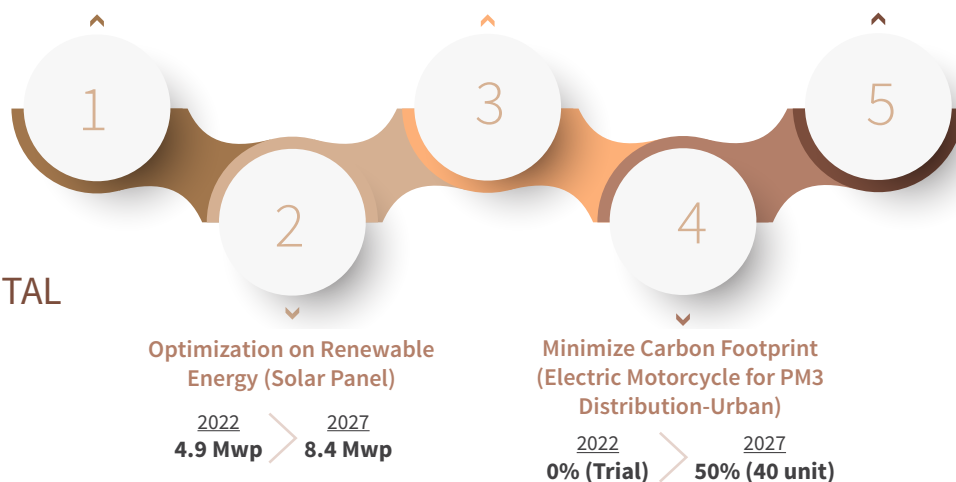 1
3
5
2
4
TAL
Optimization on Renewable
Energy (Solar Panel)
2022
2027
4.9 Mwp
8.4 Mwp
Minimize Carbon Footprint
(Electric Motorcycle for PM3
Distribution-Urban)
2022
2027
0% (Trial)
50% (40 unit)